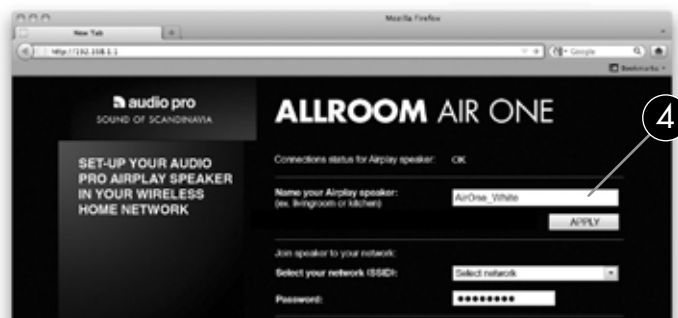 Mozilla Firefox
New Tab
+
http://192.168.1.1
Google
Bookmarks
audio pro
SOUND OF SCANDINAVIA
ALLROOM AIR ONE
4
SET-UP YOUR AUDIO
PRO AIRPLAY SPEAKER
IN YOUR WIRELESS
HOME NETWORK
Connections status for Airplay speaker: OK
Name your Airplay speaker:
(ex. livingroom or kitchen)
AirOne_White
APPLY
Join speaker to your network:
Select your network (SSID): Select network
Password: ●●●●●●●●